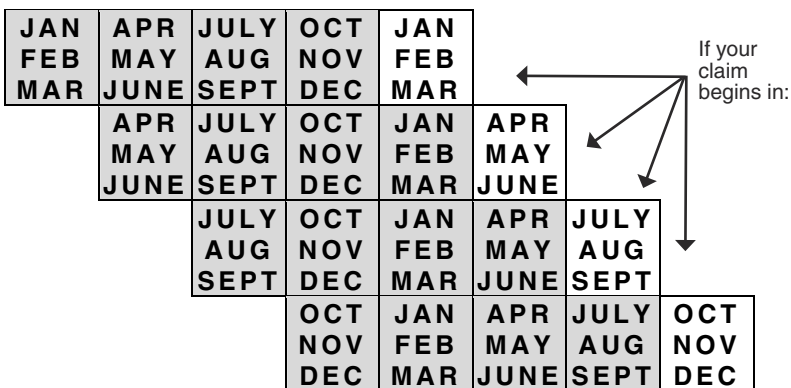 JAN APR JULY OCT JAN
FEB MAY AUG NOV FEB
MAR JUNE SEPT DEC MAR
If your
claim
begins in:
APR JULY OCT JAN APR
MAY AUG NOV FEB MAY
JUNE SEPT DEC MAR JUNE
JULY OCT JAN APR JULY
AUG NOV FEB MAY AUG
SEPT DEC MAR JUNE SEPT
OCT JAN APR JULY OCT
NOV FEB MAY AUG NOV
DEC MAR JUNE SEPT DEC